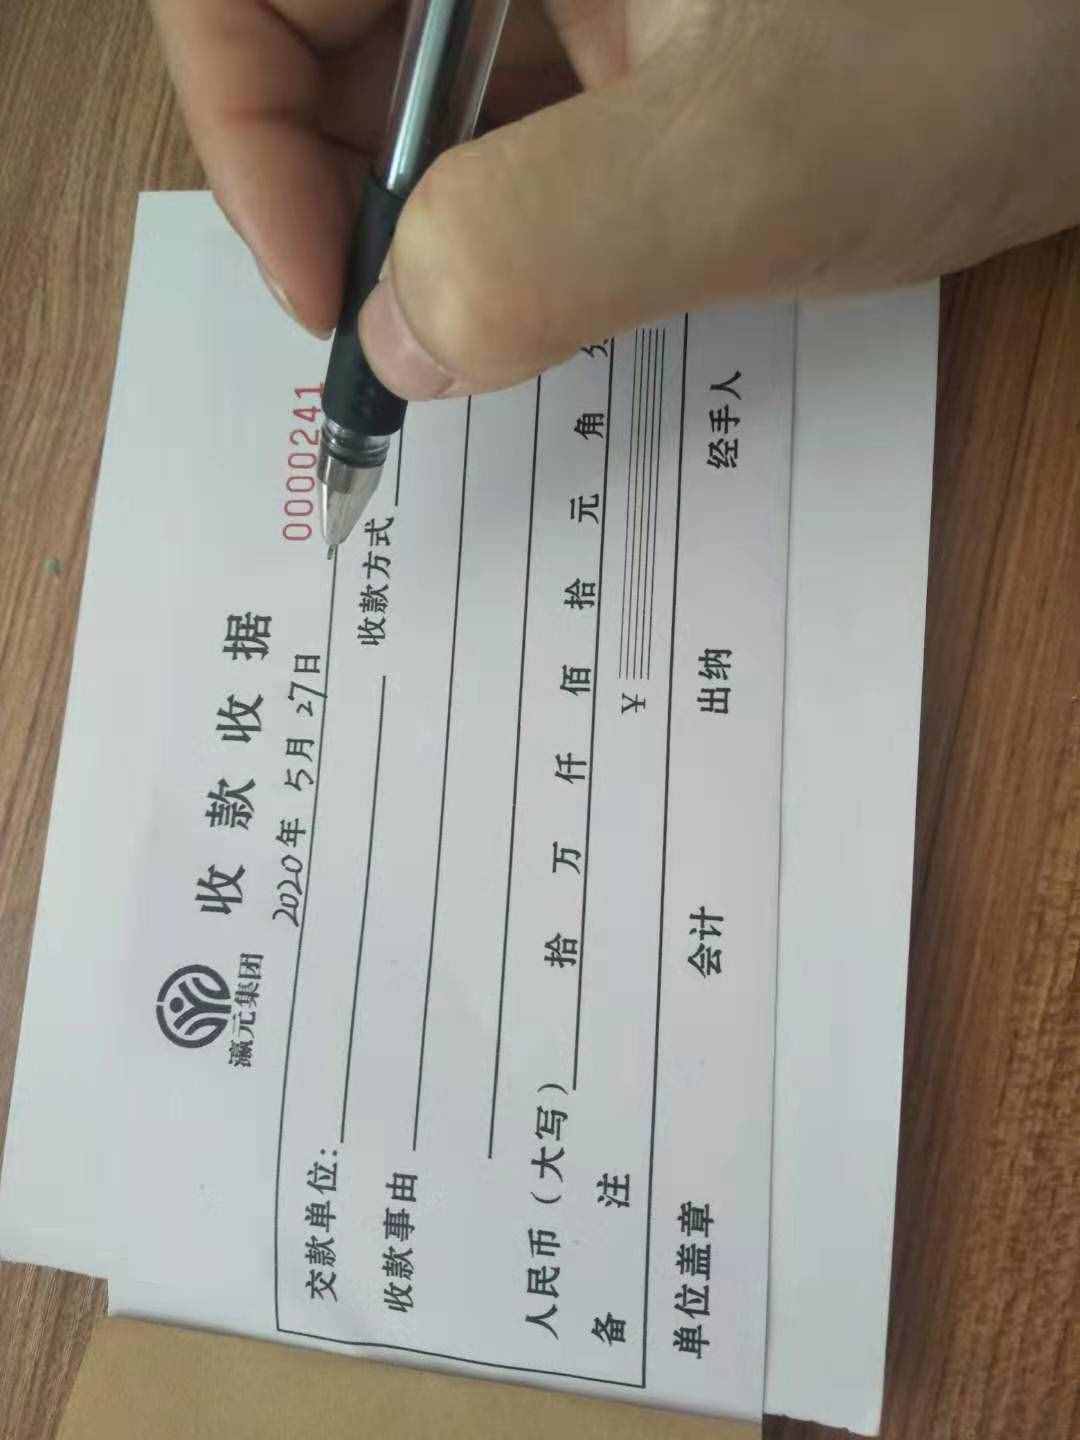 瀛元集团
收款收据
0000241
2020年 5月 27日
交款单位: 收款方式
收款事由
人民币（大写） 拾 万 仟 佰 拾 元 角
备 注 ¥
单位盖章 会计 出纳 经手人